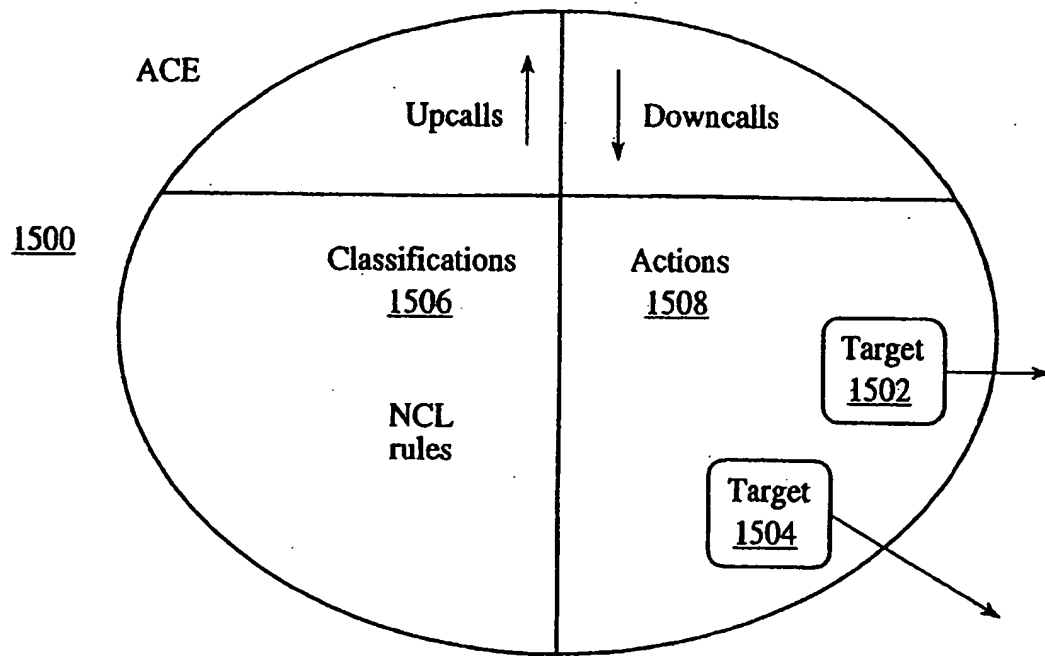 ACE
Upcalls
Downcalls
1500
Classifications
1506
Actions
1508
Target
1502
NCL
rules
Target
1504